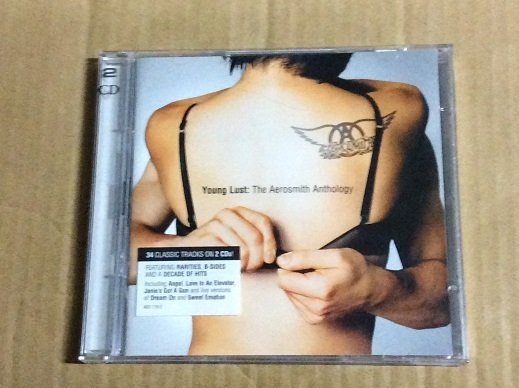 2
CD
AEROSMITH
Young Lust: The Aerosmith Anthology
34 CLASSIC TRACKS ON 2 CDs!
FEATURING RARITIES, B-SIDES
AND A DECADE OF HITS
Including Angel, Love In An Elevator,
Janie's Got A Gun and live versions
of Dream On and Sweet Emotion